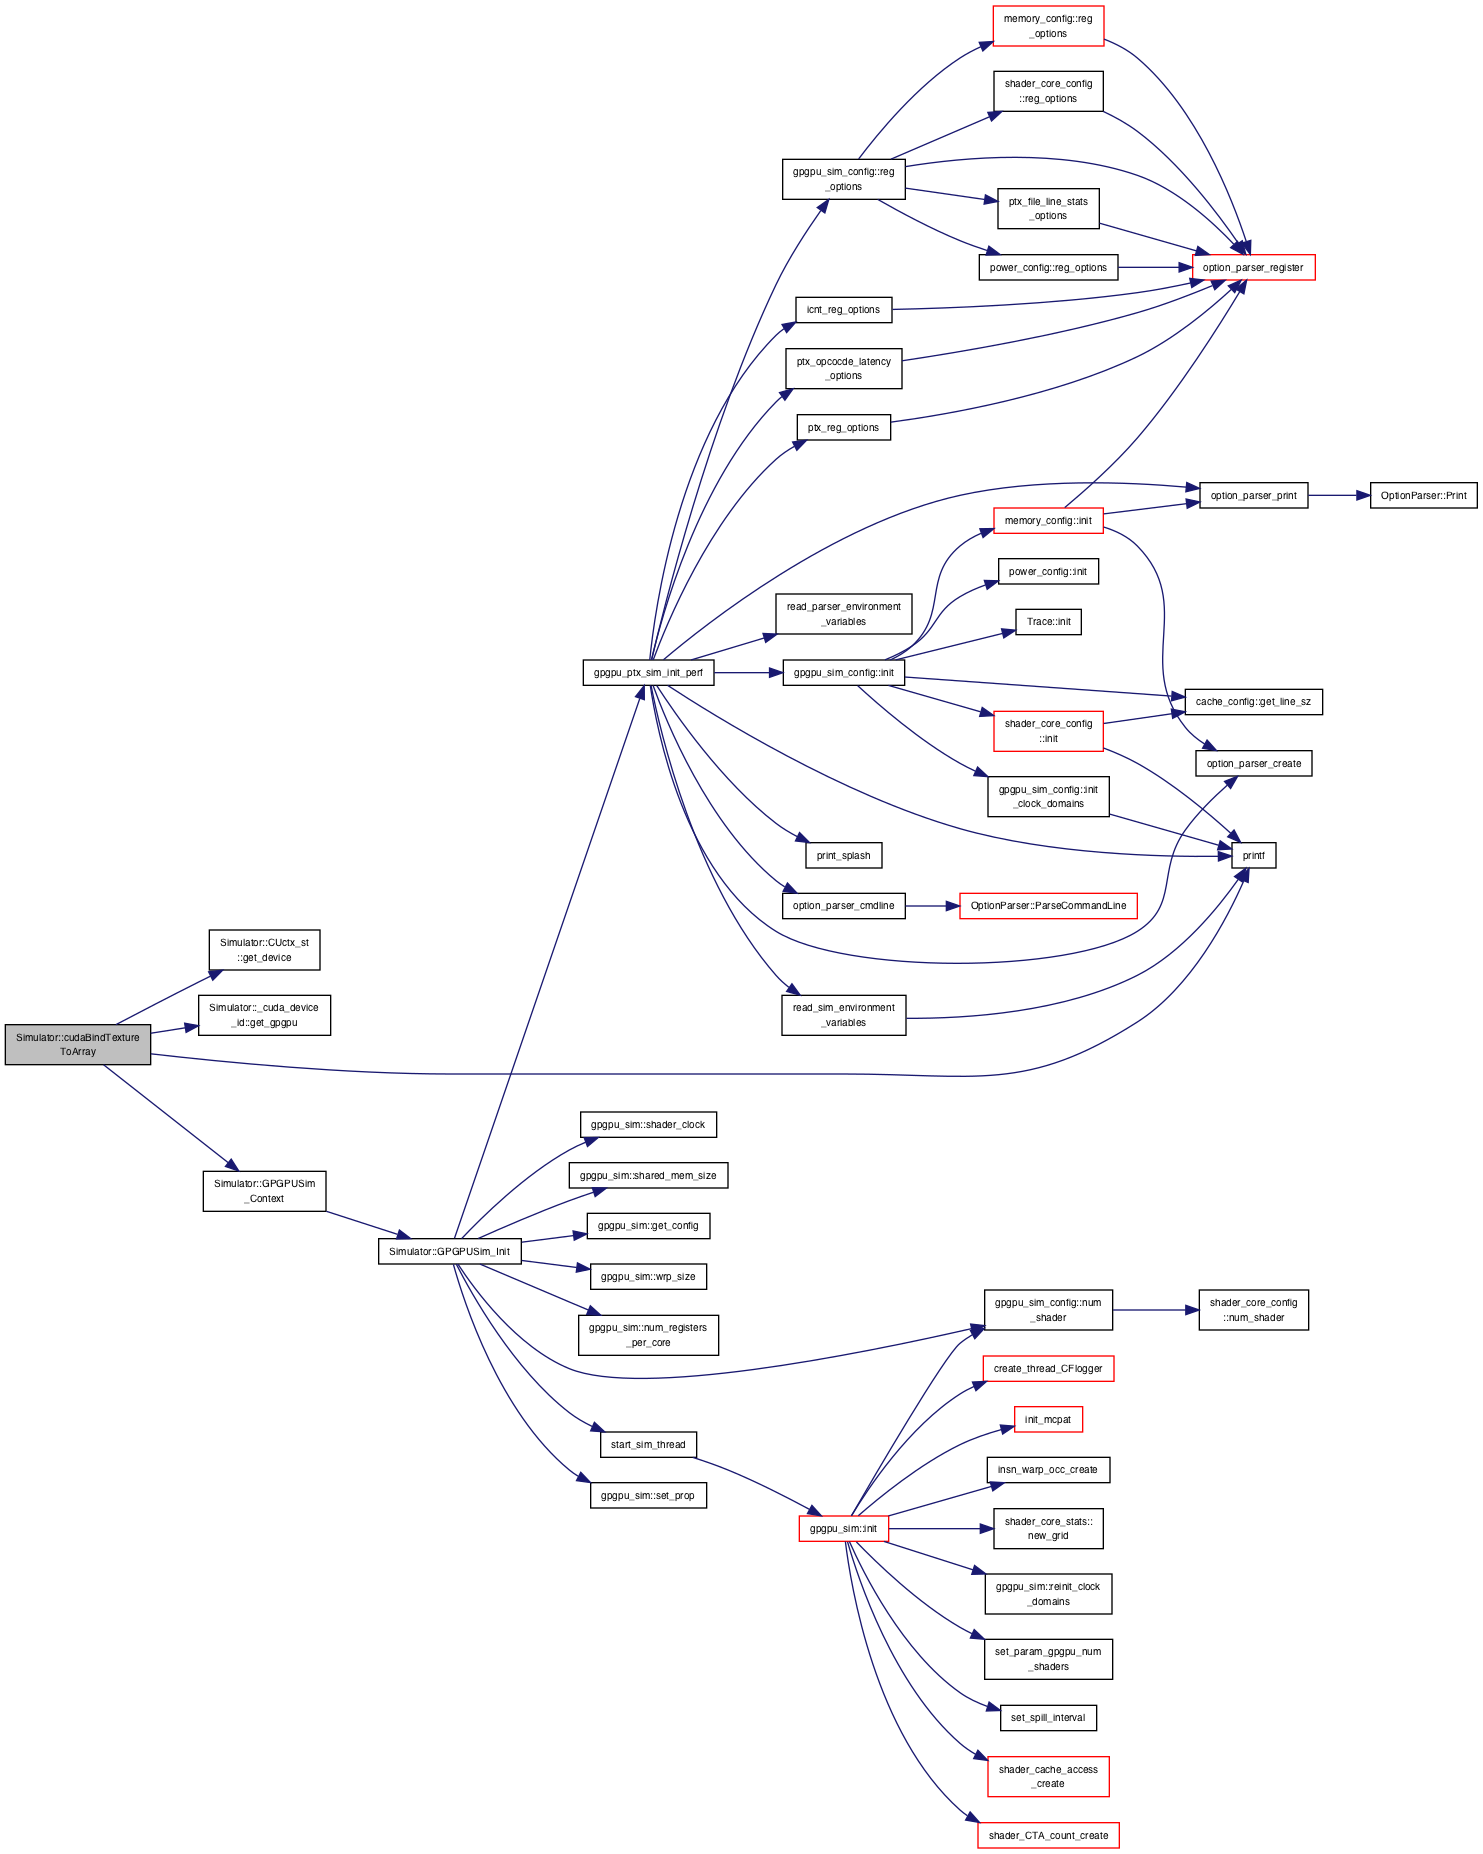 memory_config::reg
_options
shader_core_config
::reg_options
gpgpu_sim_config::reg
_options
ptx_file_line_stats
_options
power_config::reg_options
option_parser_register
icnt_reg_options
ptx_opcocde_latency
_options
ptx_reg_options
option_parser_print
OptionParser::Print
memory_config::init
power_config::init
read_parser_environment
_variables
Trace::init
gpgpu_ptx_sim_init_perf
gpgpu_sim_config::init
cache_config::get_line_sz
shader_core_config
::init
option_parser_create
gpgpu_sim_config::init
_clock_domains
print_splash
printf
option_parser_cmdline
OptionParser::ParseCommandLine
Simulator::CUctx_st
::get_device
Simulator::_cuda_device
_id::get_gpgpu
read_sim_environment
_variables
Simulator::cudaBindTexture
ToArray
gpgpu_sim::shader_clock
gpgpu_sim::shared_mem_size
Simulator::GPGPUSim
_Context
gpgpu_sim::get_config
Simulator::GPGPUSim_Init
gpgpu_sim::wrp_size
gpgpu_sim::num_registers
_per_core
gpgpu_sim_config::num
_shader
shader_core_config
::num_shader
create_thread_CFlogger
init_mcpat
start_sim_thread
insn_warp_occ_create
gpgpu_sim::set_prop
gpgpu_sim::init
shader_core_stats::
new_grid
gpgpu_sim::reinit_clock
_domains
set_param_gpgpu_num
_shaders
set_spill_interval
shader_cache_access
_create
shader_CTA_count_create